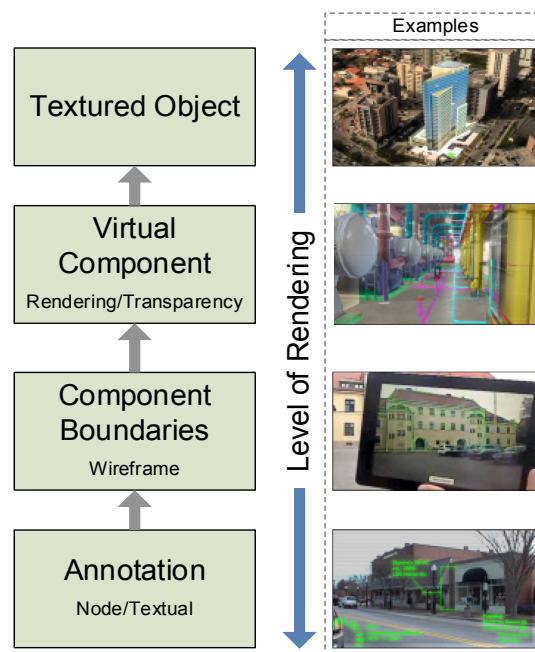 Examples
Textured Object
Virtual
Component
Rendering/Transparency
Component
Boundaries
Wireframe
Annotation
Node/Textual
Level of Rendering